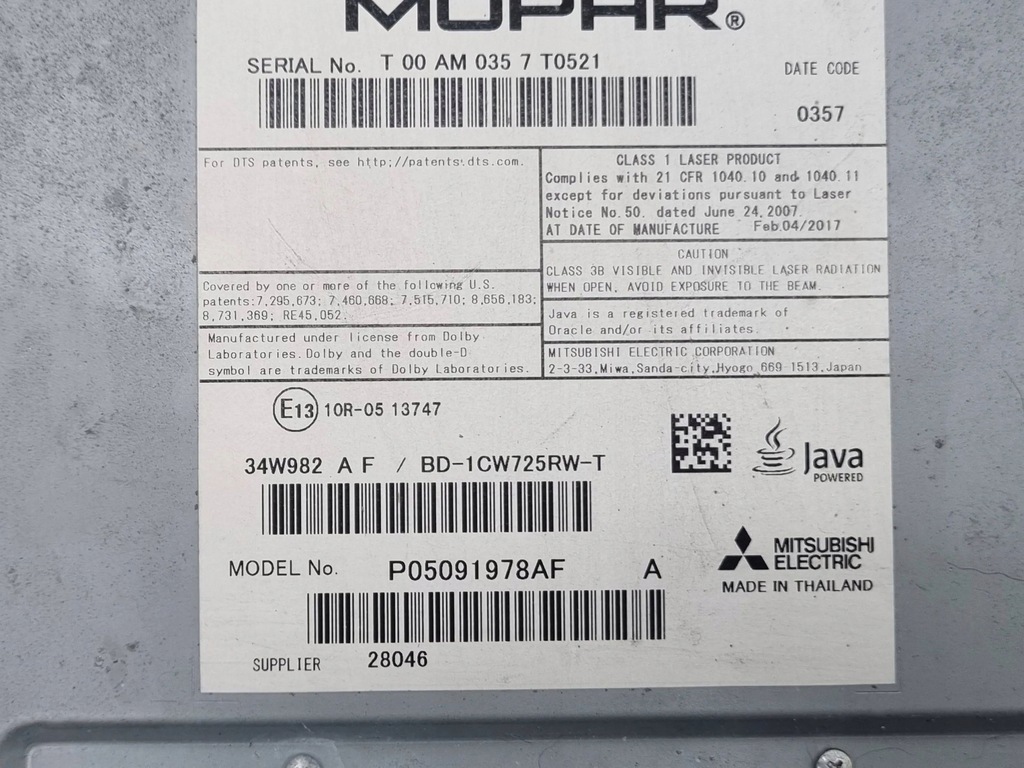 MOPAR®
SERIAL No. T 00 AM 035 7 T0521
DATE CODE
0357
For DTS patents, see http://patents.dts.com.
CLASS 1 LASER PRODUCT
Complies with 21 CFR 1040.10 and 1040.11
except for deviations pursuant to Laser
Notice No.50. dated June 24,2007.
AT DATE OF MANUFACTURE Feb.04/2017
CAUTION
CLASS 3B VISIBLE AND INVISIBLE LASER RADIATION
WHEN OPEN, AVOID EXPOSURE TO THE BEAM.
Covered by one or more of the following U.S.
patents:7,295,673; 7,460,668; 7,515,710; 8,656,183;
8,731,369; RE45,052.
Java is a registered trademark of
Oracle and/or its affiliates.
Manufactured under license from Dolby
Laboratories. Dolby and the double-D
symbol are trademarks of Dolby Laboratories.
MITSUBISHI ELECTRIC CORPORATION
2-3-33,Miwa,Sanda-city,Hyogo 669-1513,Japan
E13 10R-05 13747
34W982 A F / BD-1CW725RW-T
Java
POWERED
MODEL No. P05091978AF A
MITSUBISHI
ELECTRIC
MADE IN THAILAND
SUPPLIER 28046